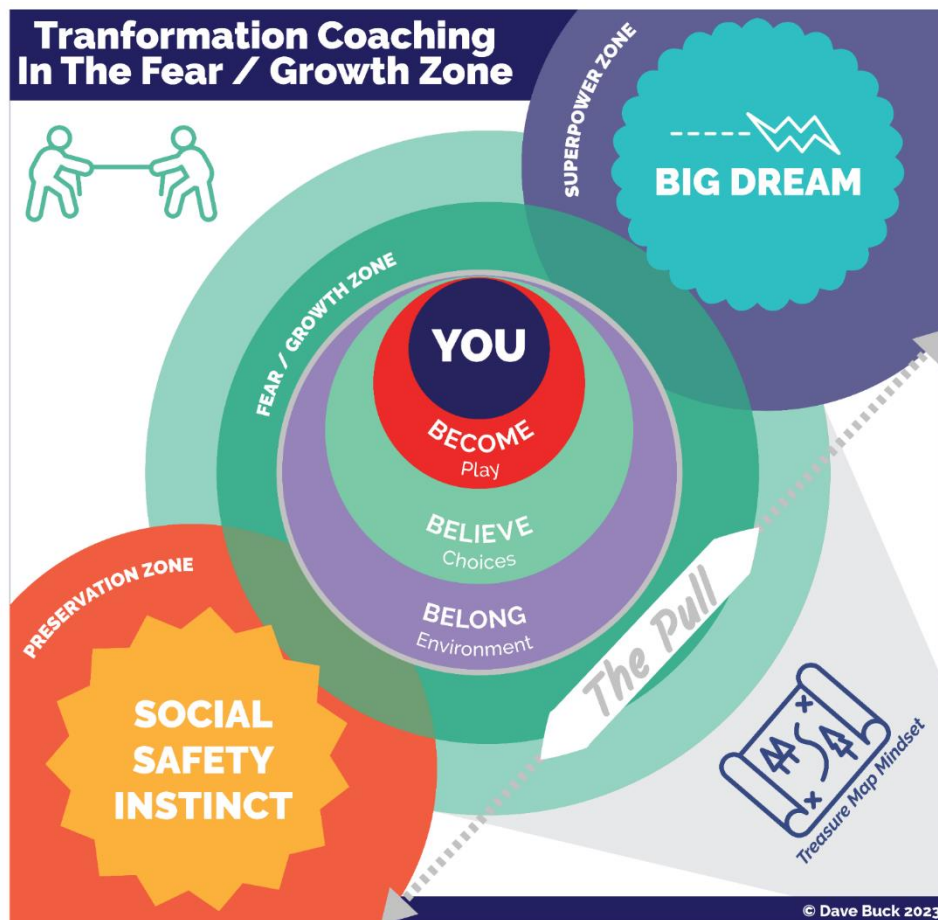 Tranformation Coaching
In The Fear / Growth Zone
SUPERPOWER ZONE
BIG DREAM
FEAR / GROWTH ZONE
YOU
BECOME
Play
BELIEVE
Choices
BELONG
Environment
PRESERVATION ZONE
SOCIAL
SAFETY
INSTINCT
The Pull
Treasure Map Mindset
© Dave Buck 2023